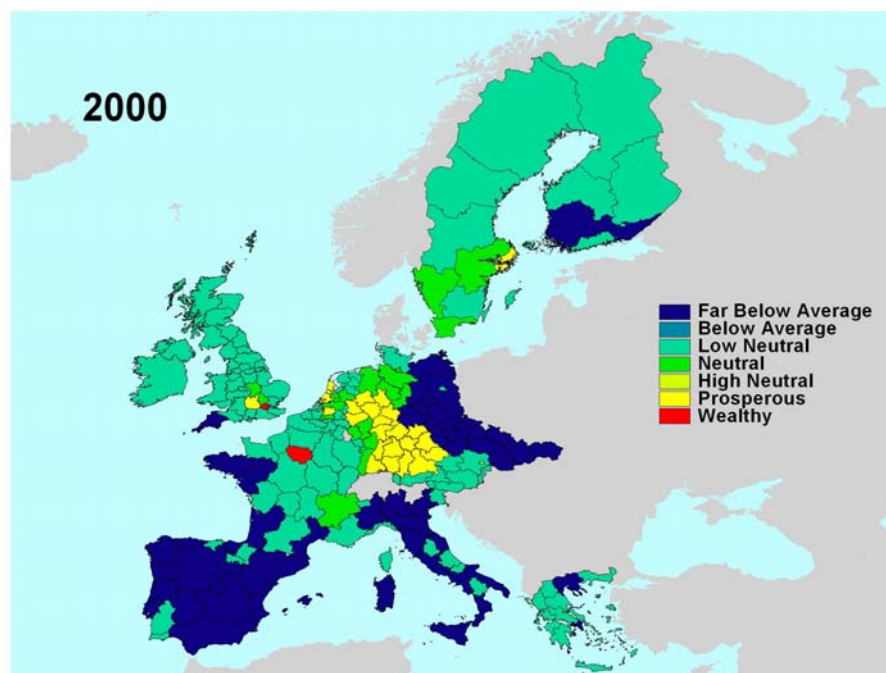 2000
Far Below Average
Below Average
Low Neutral
Neutral
High Neutral
Prosperous
Wealthy